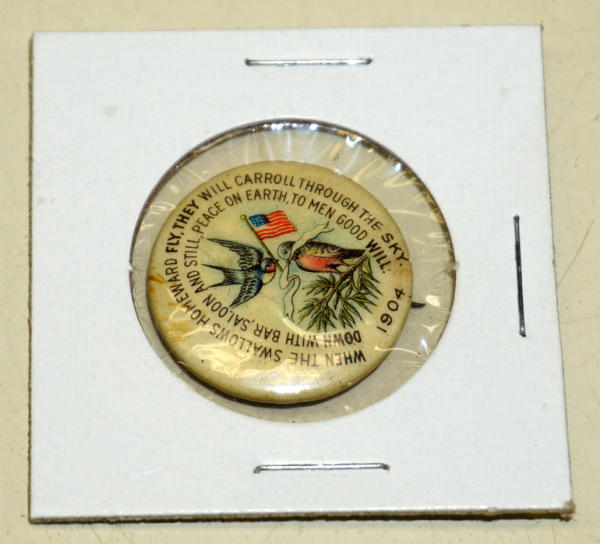 WHEN THE SWALLOWS HOMEWARD FLY, THEY WILL CARROLL THROUGH THE SKY
DOWN WITH BAR, SALOON AND STILL, PEACE ON EARTH, TO MEN GOOD WILL.
1904